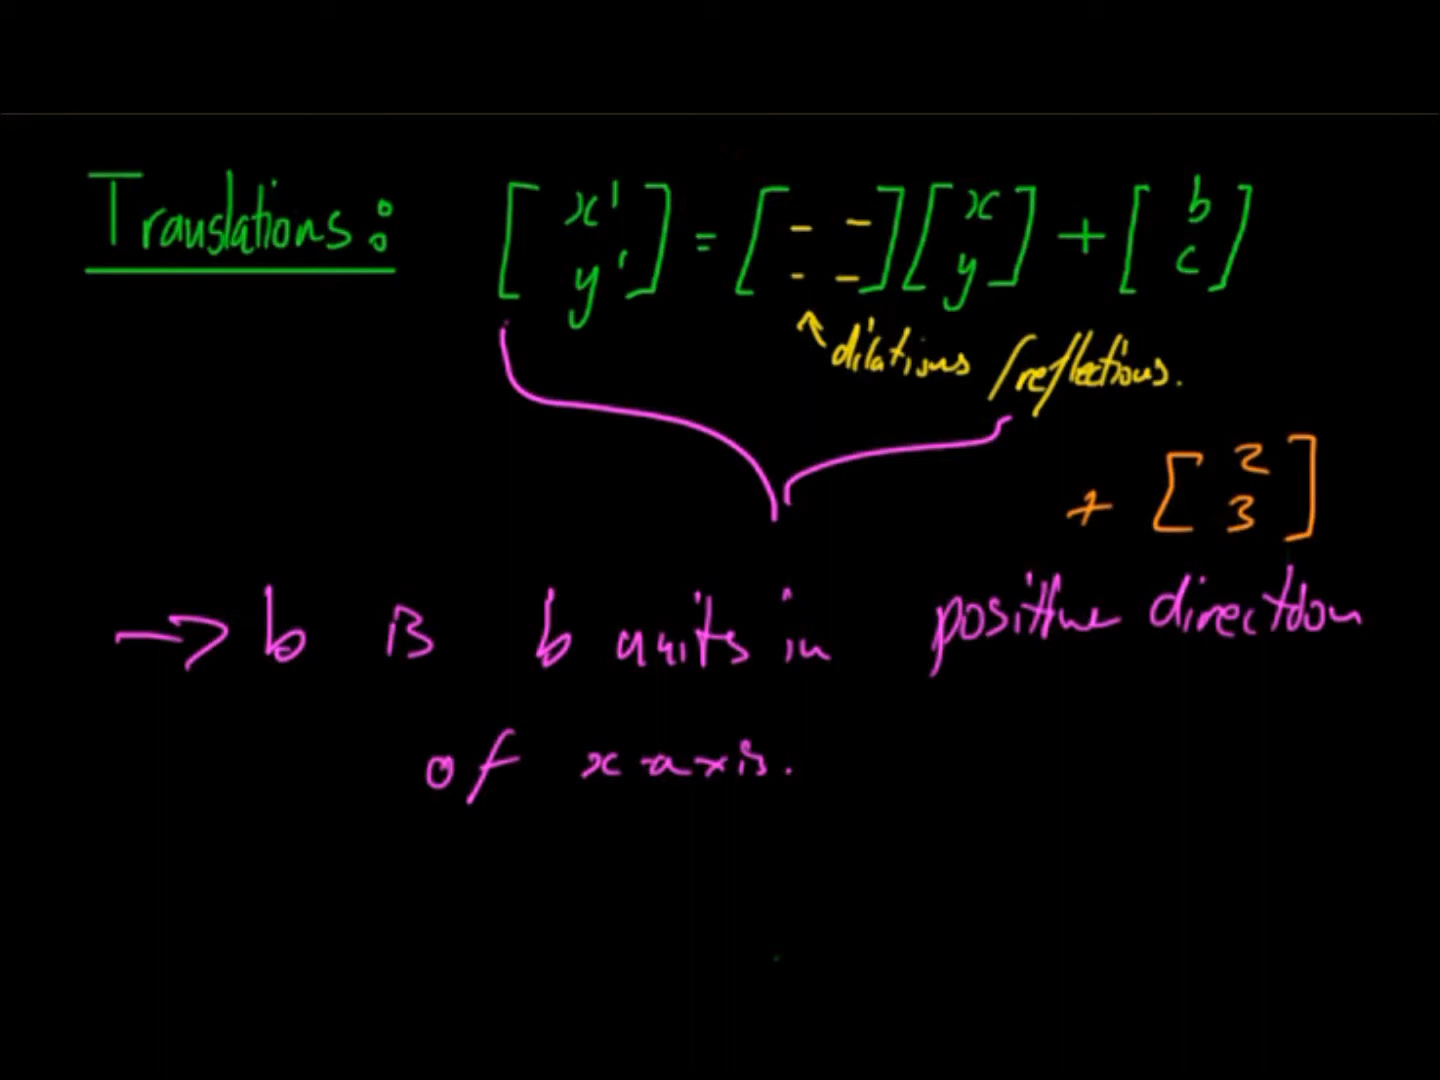 Translations: [x' y'] = [- - - -][x y] + [b c]
dilations / reflections.
+ [2 3]
→ b is b units in positive direction
of x-axis.